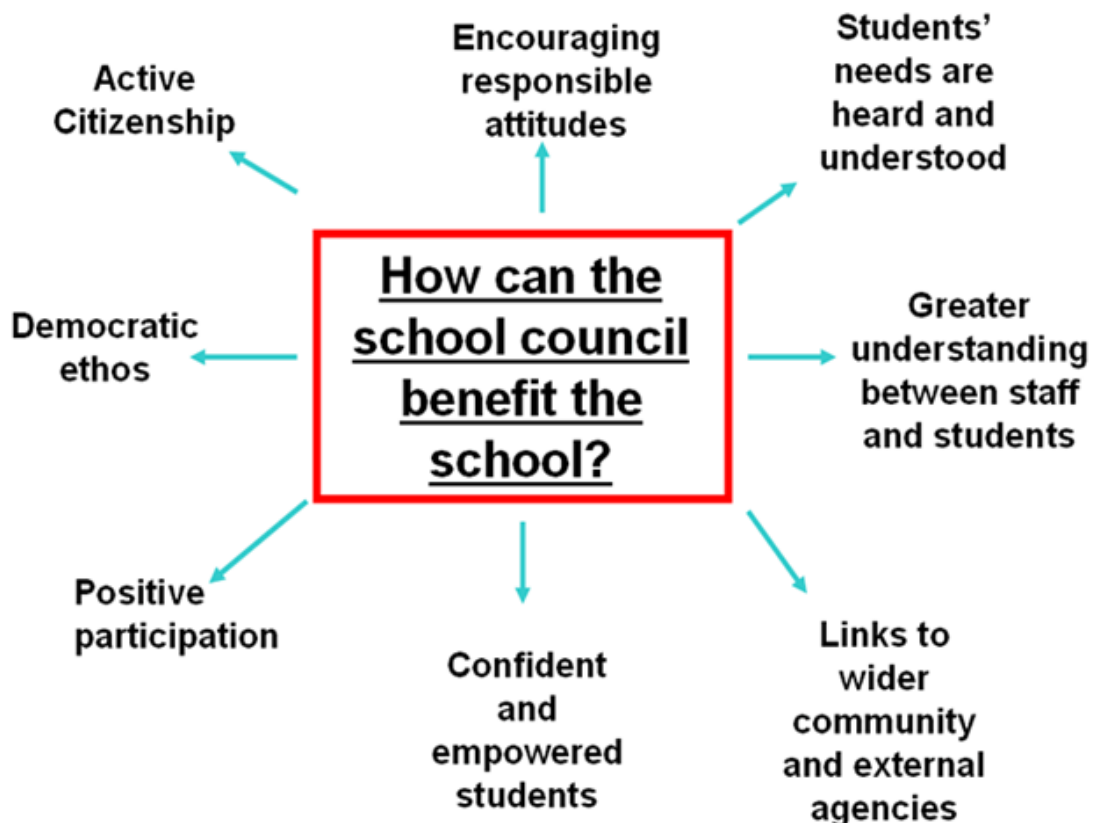 Active
Citizenship
Encouraging
responsible
attitudes
Students’
needs are
heard and
understood
How can the
school council
benefit the
school?
Democratic
ethos
Greater
understanding
between staff
and students
Positive
participation
Confident
and
empowered
students
Links to
wider
community
and external
agencies